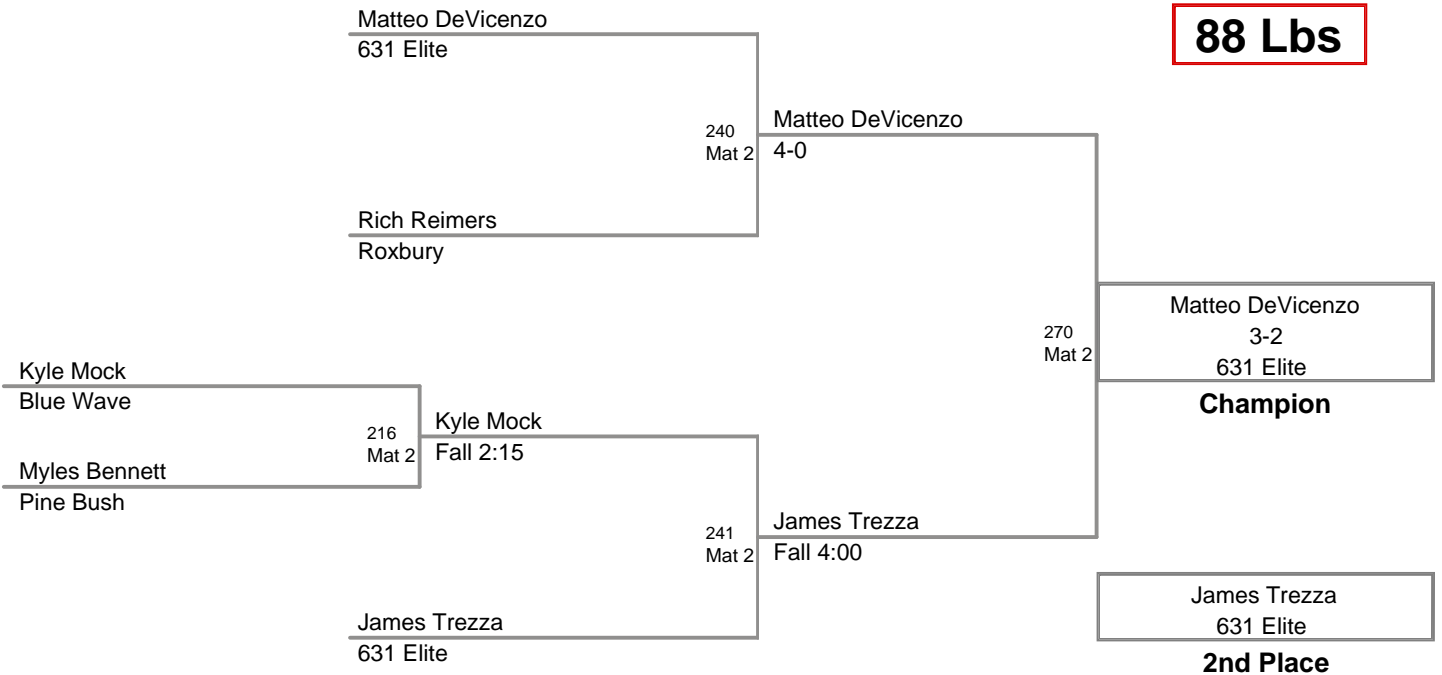 Matteo DeVicenzo
631 Elite
88 Lbs
240
Mat 2
Matteo DeVicenzo
4-0
Rich Reimers
Roxbury
270
Mat 2
Matteo DeVicenzo
3-2
631 Elite
Champion
Kyle Mock
Blue Wave
216
Mat 2
Kyle Mock
Fall 2:15
Myles Bennett
Pine Bush
241
Mat 2
James Trezza
Fall 4:00
James Trezza
631 Elite
James Trezza
631 Elite
2nd Place